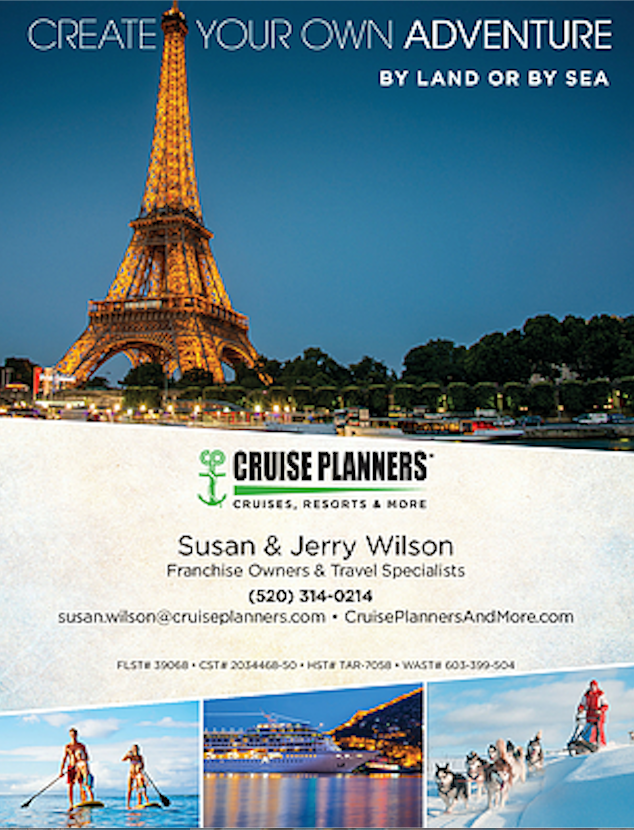 CREATE YOUR OWN ADVENTURE
BY LAND OR BY SEA
CRUISE PLANNERS
CRUISES, RESORTS & MORE
Susan & Jerry Wilson
Franchise Owners & Travel Specialists
(520) 314-0214
susan.wilson@cruiseplanners.com • CruisePlannersAndMore.com
FLST# 39068 • CST# 2034468-50 • HST# TAR-7058 • WAST# 603-399-504